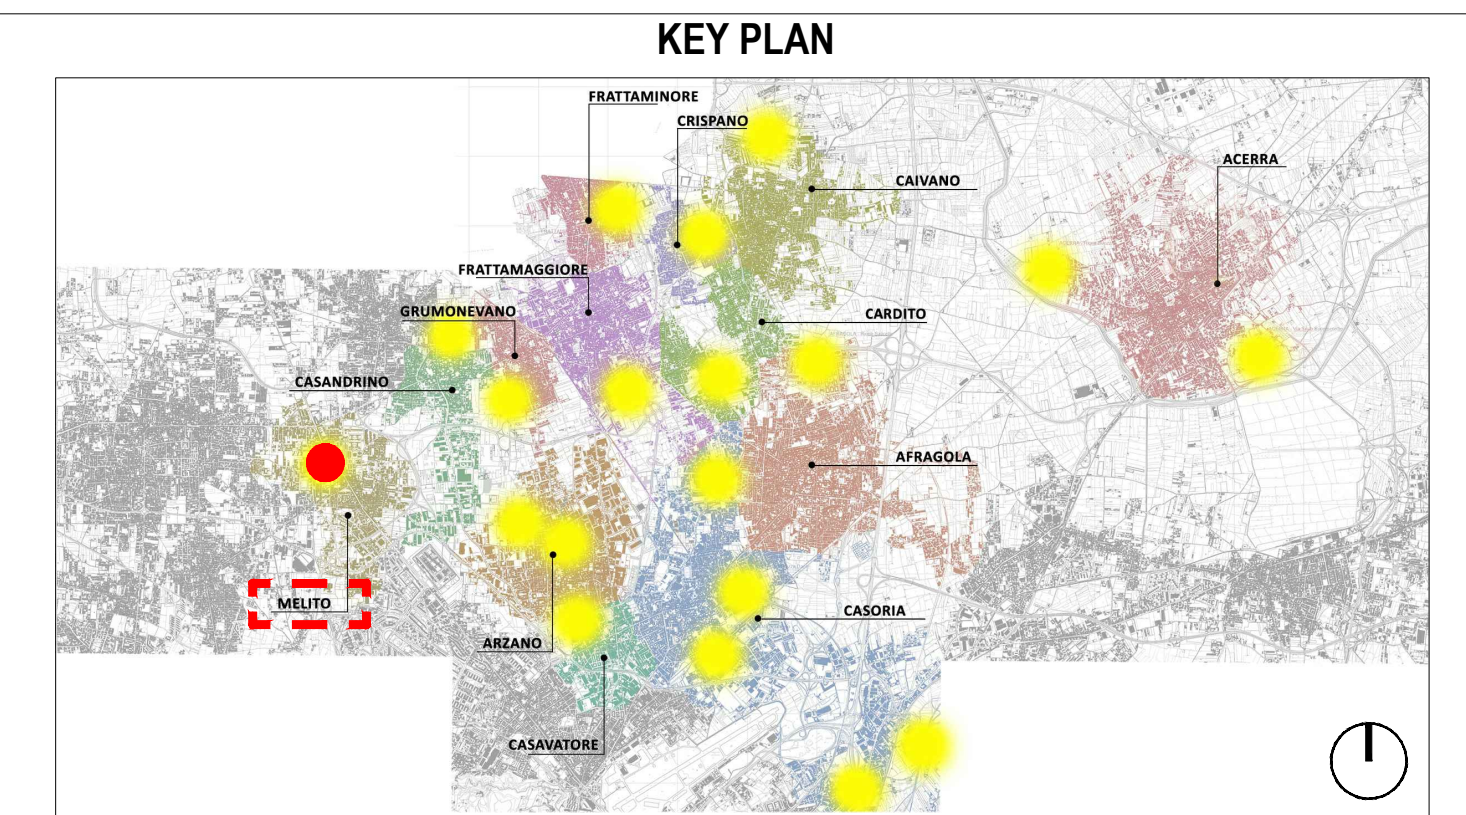 KEY PLAN
FRATTAMINORE
CRISPANO
ACERRA
CAIVANO
FRATTAMAGGIORE
GRUMONEVANO
CARDITO
CASANDRINO
AFRAGOLA
MELITO
CASORIA
ARZANO
CASAVATORE